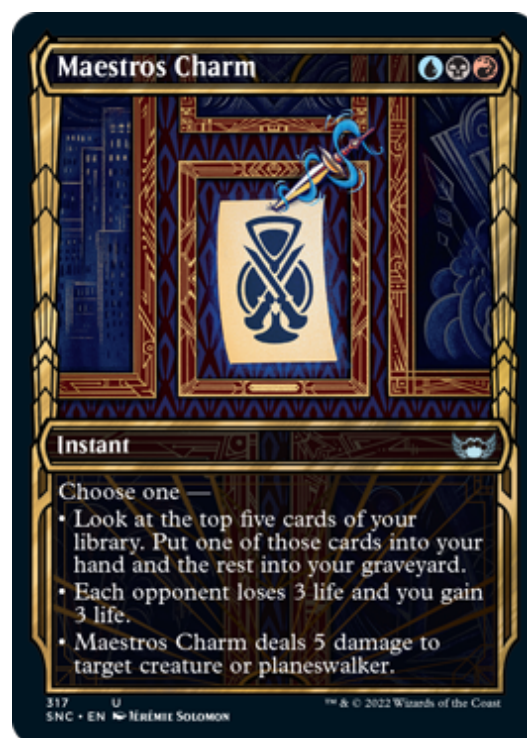 Maestros Charm
Instant
Choose one —
• Look at the top five cards of your
library. Put one of those cards into your
hand and the rest into your graveyard.
• Each opponent loses 3 life and you gain
3 life.
• Maestros Charm deals 5 damage to
target creature or planeswalker.
317 U ™ & © 2022 Wizards of the Coast
SNC • EN Jérémie Solomon